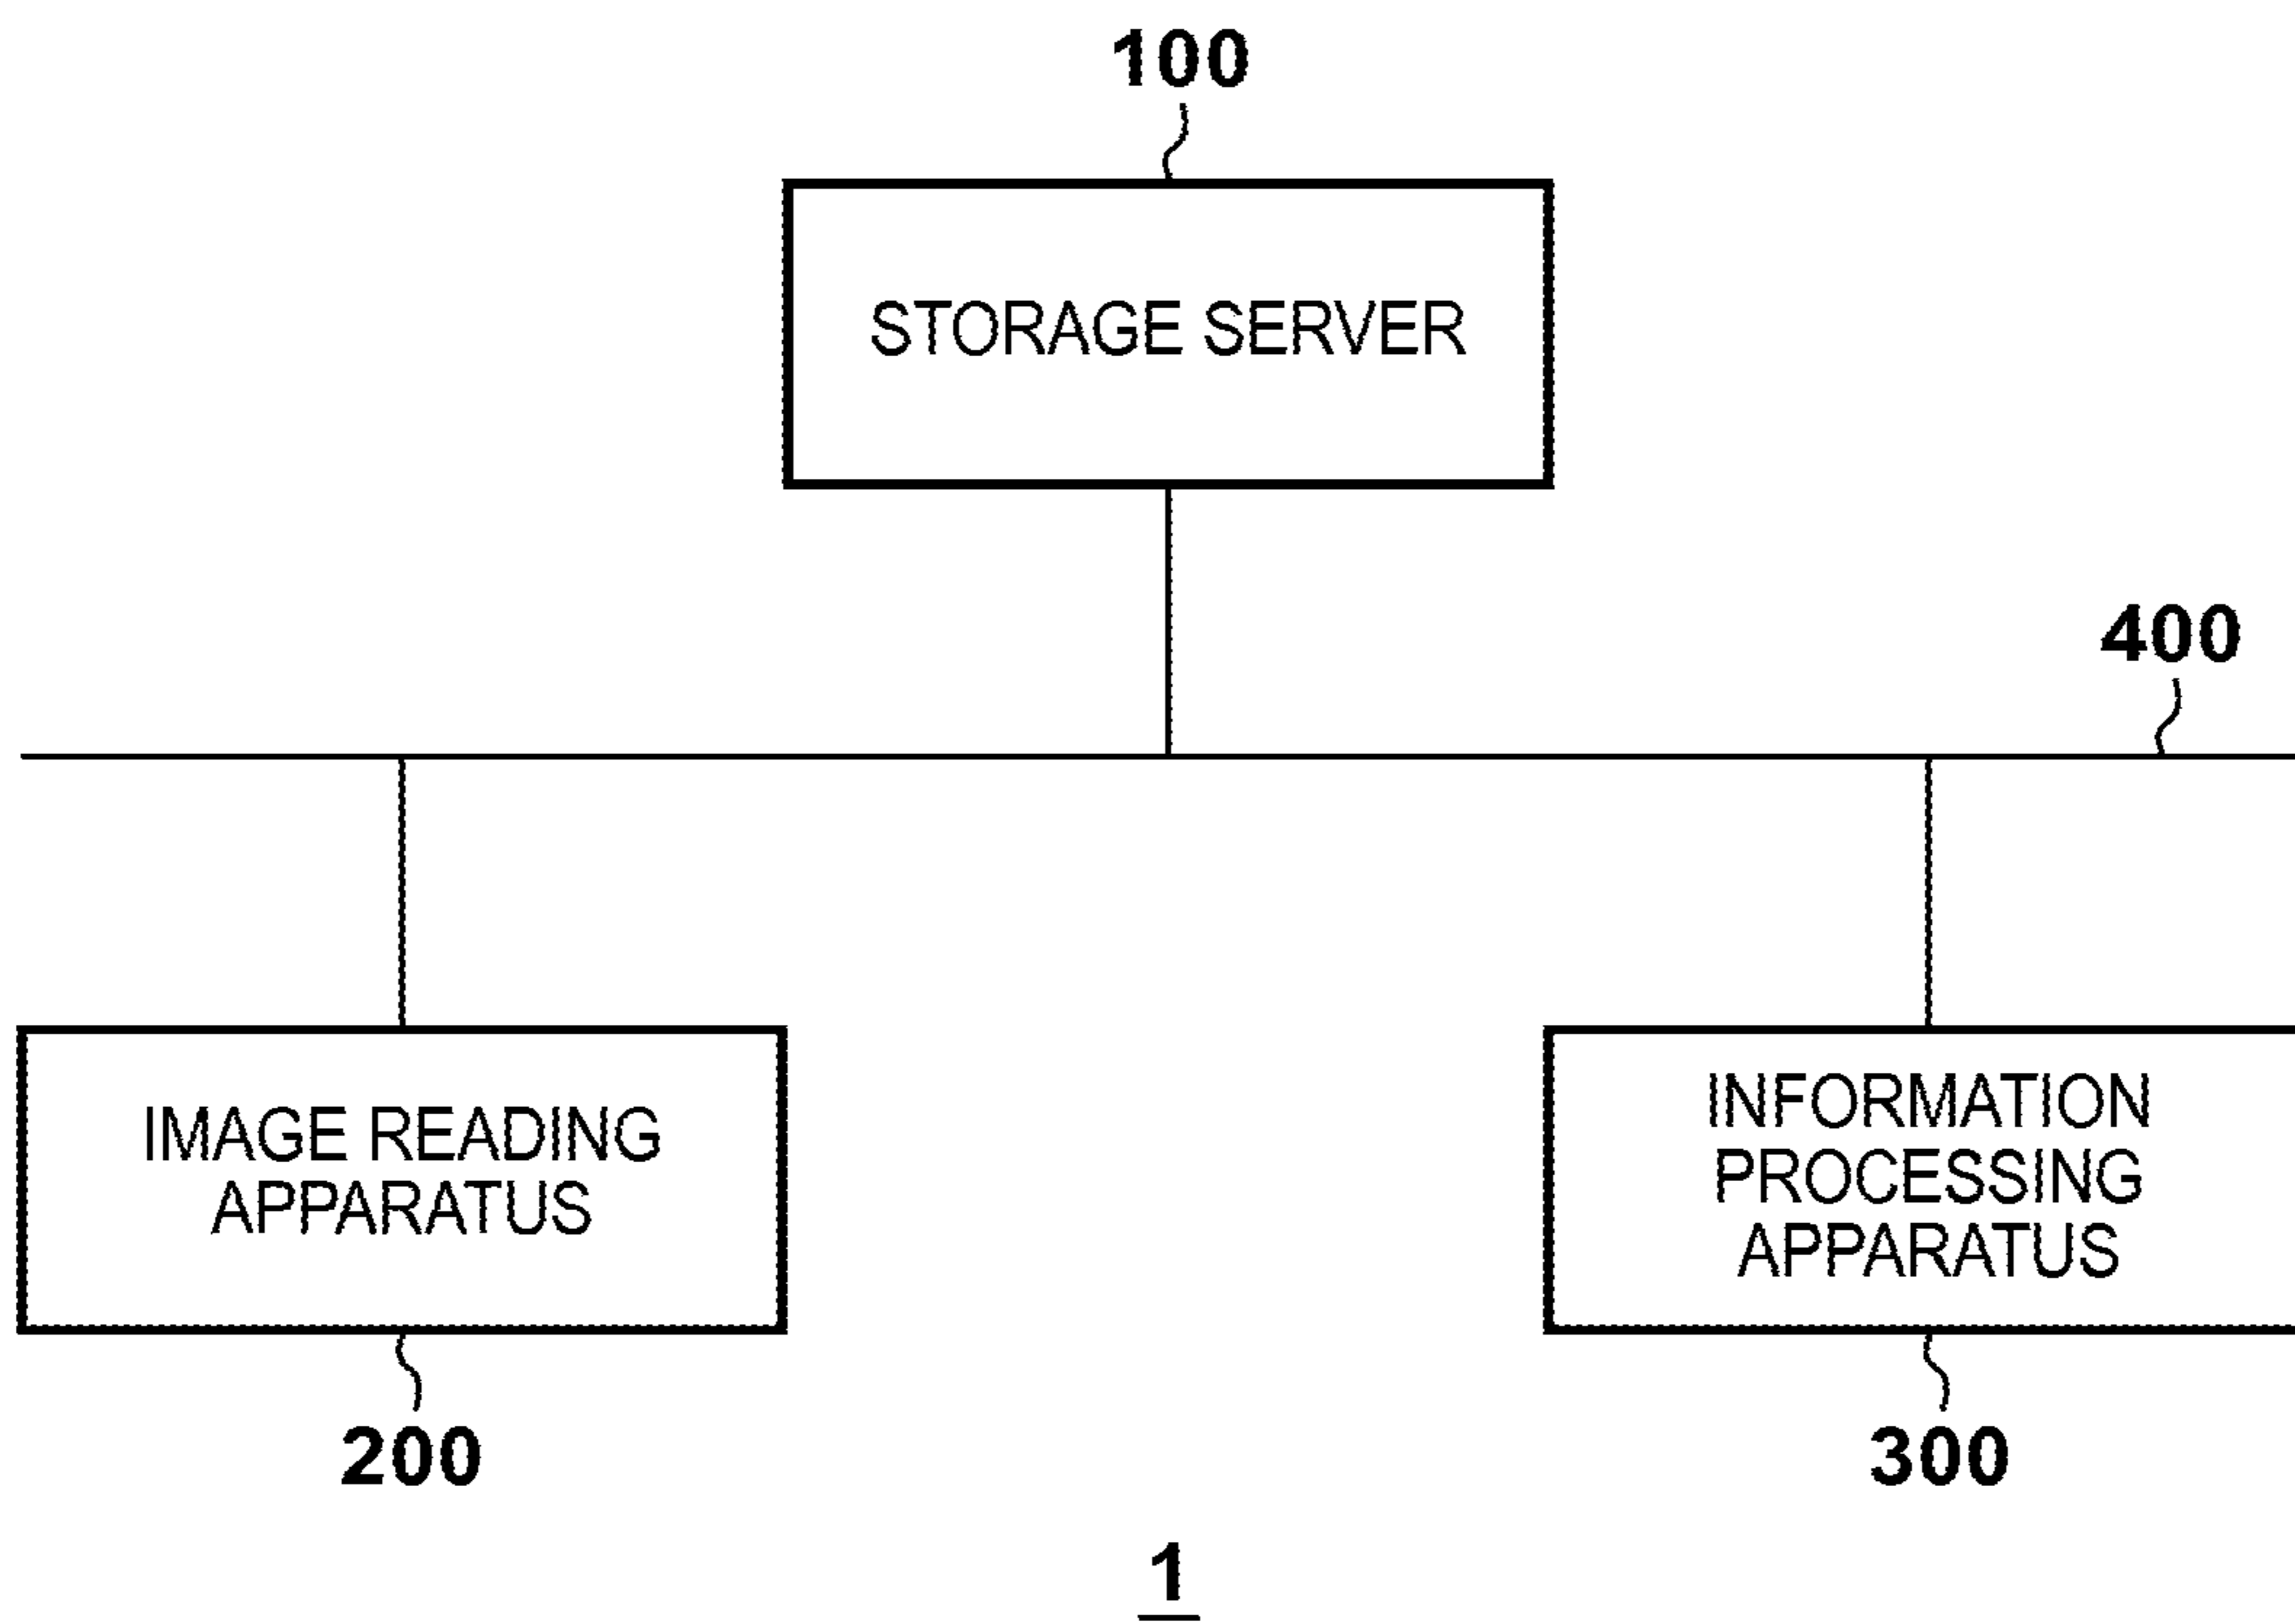 100
STORAGE SERVER
400
IMAGE READING
APPARATUS
INFORMATION
PROCESSING
APPARATUS
200
300
1